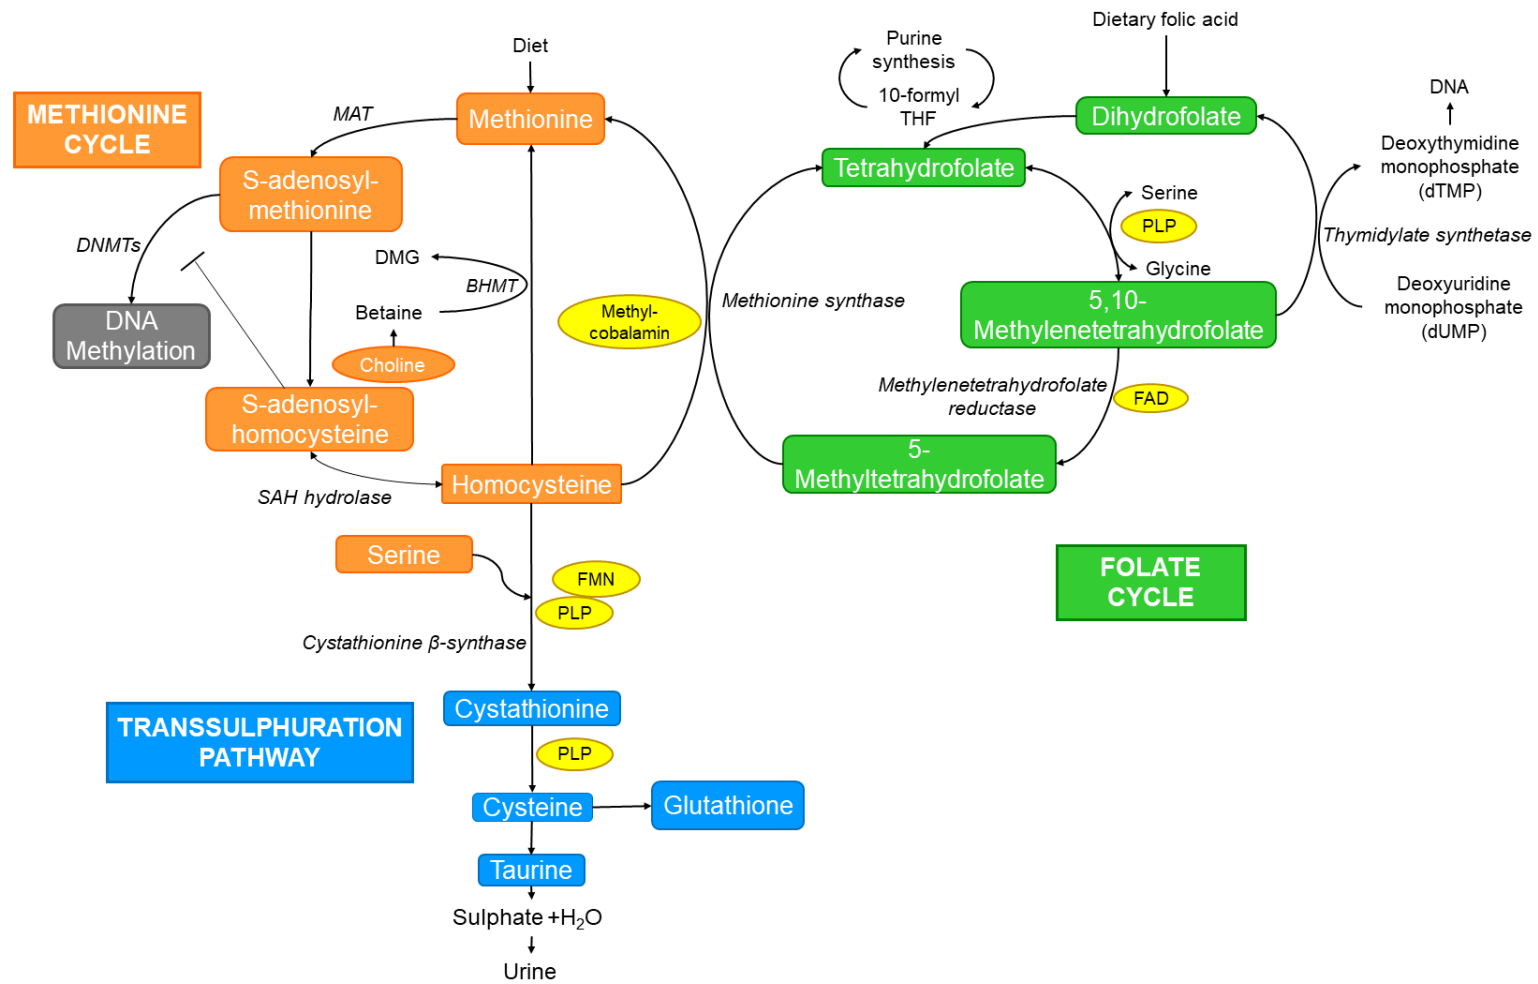 Dietary folic acid
Diet
Purine
synthesis
10-formyl
THF
DNA
METHIONINE
CYCLE
MAT
Methionine
Dihydrofolate
Deoxythymidine
monophosphate
(dTMP)
Tetrahydrofolate
S-adenosyl-
methionine
Serine
PLP
Glycine
Thymidylate synthetase
DNMTs
DMG
BHMT
Betaine
Choline
Methyl-
cobalamin
Methionine synthase
5,10-
Methylenetetrahydrofolate
Deoxyuridine
monophosphate
(dUMP)
DNA
Methylation
Methylenetetrahydrofolate
reductase
FAD
S-adenosyl-
homocysteine
5-
Methyltetrahydrofolate
Homocysteine
SAH hydrolase
Serine
FMN
PLP
FOLATE
CYCLE
Cystathionine β-synthase
Cystathionine
TRANSSULPHURATION
PATHWAY
PLP
Cysteine
Glutathione
Taurine
Sulphate +H₂O
Urine